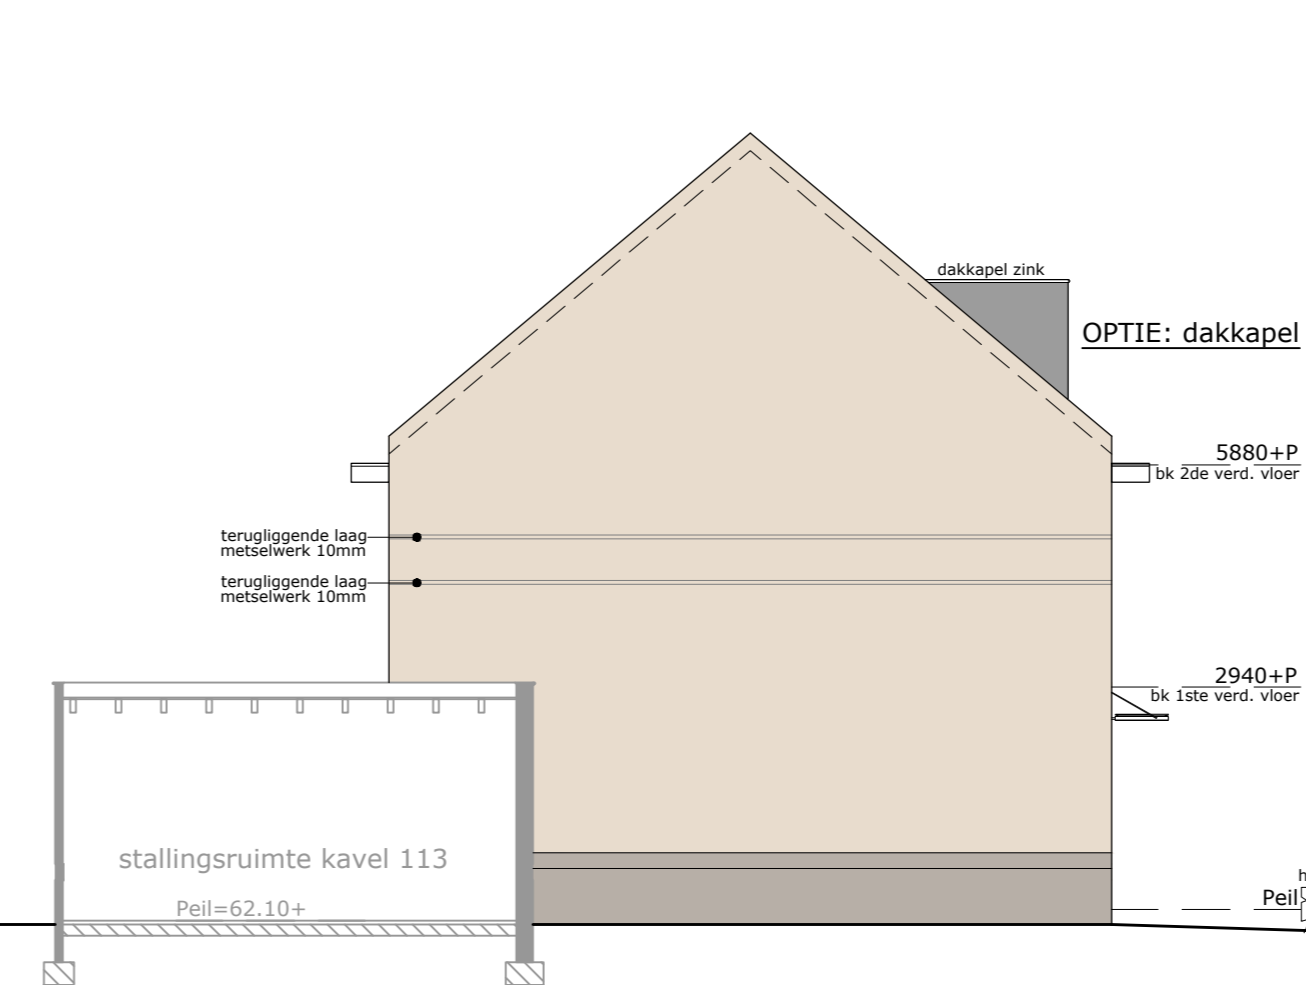 dakkapel zink
OPTIE: dakkapel
5880+P
bk 2de verd. vloer
terugliggende laag
metselwerk 10mm
terugliggende laag
metselwerk 10mm
2940+P
bk 1ste verd. vloer
stallingsruimte kavel 113
Peil=62.10+
h
Peil